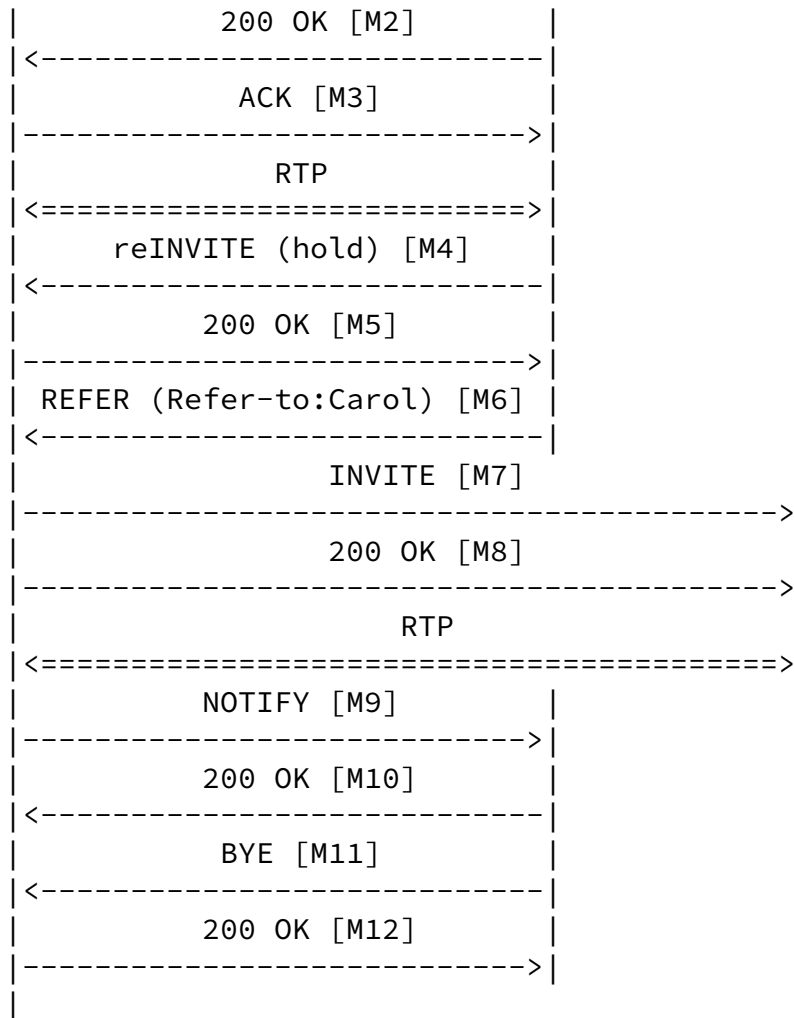 |           200 OK [M2]        |
|<-----------------------------|
|            ACK [M3]          |
|---------------------------->|
|              RTP             |
|<============================>|
|     reINVITE (hold) [M4]     |
|<-----------------------------|
|          200 OK [M5]         |
|---------------------------->|
| REFER (Refer-to:Carol) [M6]  |
|<-----------------------------|
|                 INVITE [M7]
|------------------------------------------>
|                 200 OK [M8]
|------------------------------------------>
|                     RTP
|<=========================================>
|          NOTIFY [M9]         |
|---------------------------->|
|          200 OK [M10]        |
|<-----------------------------|
|           BYE [M11]          |
|<-----------------------------|
|          200 OK [M12]        |
|---------------------------->|
|